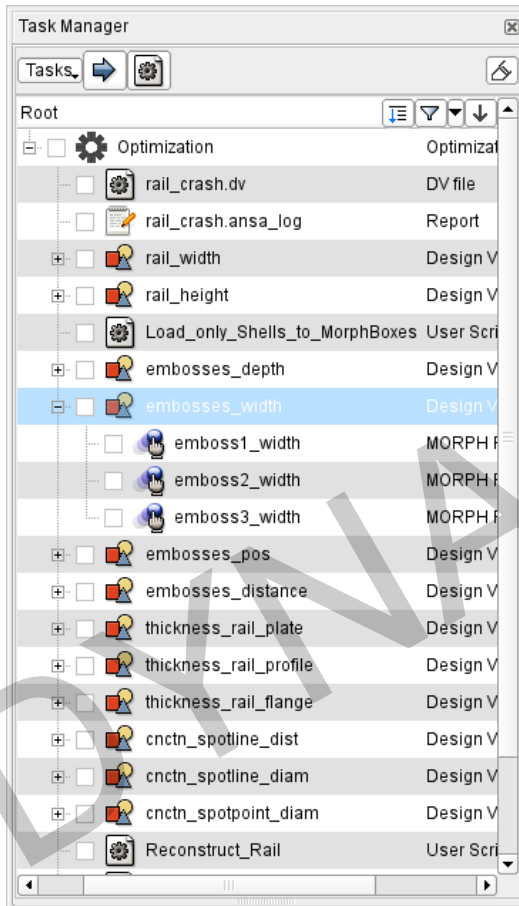 Task Manager
Tasks
Root
Optimization Optimizat
rail_crash.dv DV file
rail_crash.ansa_log Report
rail_width Design V
rail_height Design V
Load_only_Shells_to_MorphBoxes User Scri
embosses_depth Design V
embosses_width Design V
emboss1_width MORPH F
emboss2_width MORPH F
emboss3_width MORPH F
embosses_pos Design V
embosses_distance Design V
thickness_rail_plate Design V
thickness_rail_profile Design V
thickness_rail_flange Design V
cnctn_spotline_dist Design V
cnctn_spotline_diam Design V
cnctn_spotpoint_diam Design V
Reconstruct_Rail User Scri
DYNA